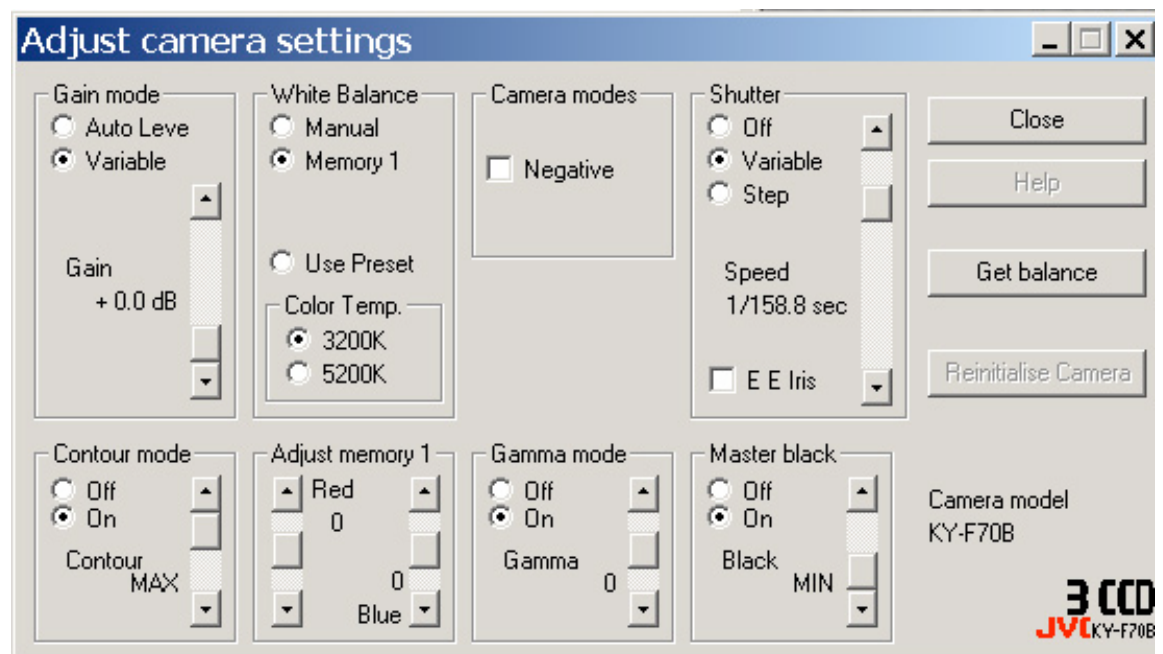 Adjust camera settings
Gain mode
Auto Leve
Variable
Gain
+ 0.0 dB
White Balance
Manual
Memory 1
Use Preset
Color Temp.
3200K
5200K
Camera modes
Negative
Shutter
Off
Variable
Step
Speed
1/158.8 sec
E E Iris
Close
Help
Get balance
Reinitialise Camera
Contour mode
Off
On
Contour
MAX
Adjust memory 1
Red
0
0
Blue
Gamma mode
Off
On
Gamma
0
Master black
Off
On
Black
MIN
Camera model
KY-F70B
3 CCD
JVC KY-F70B